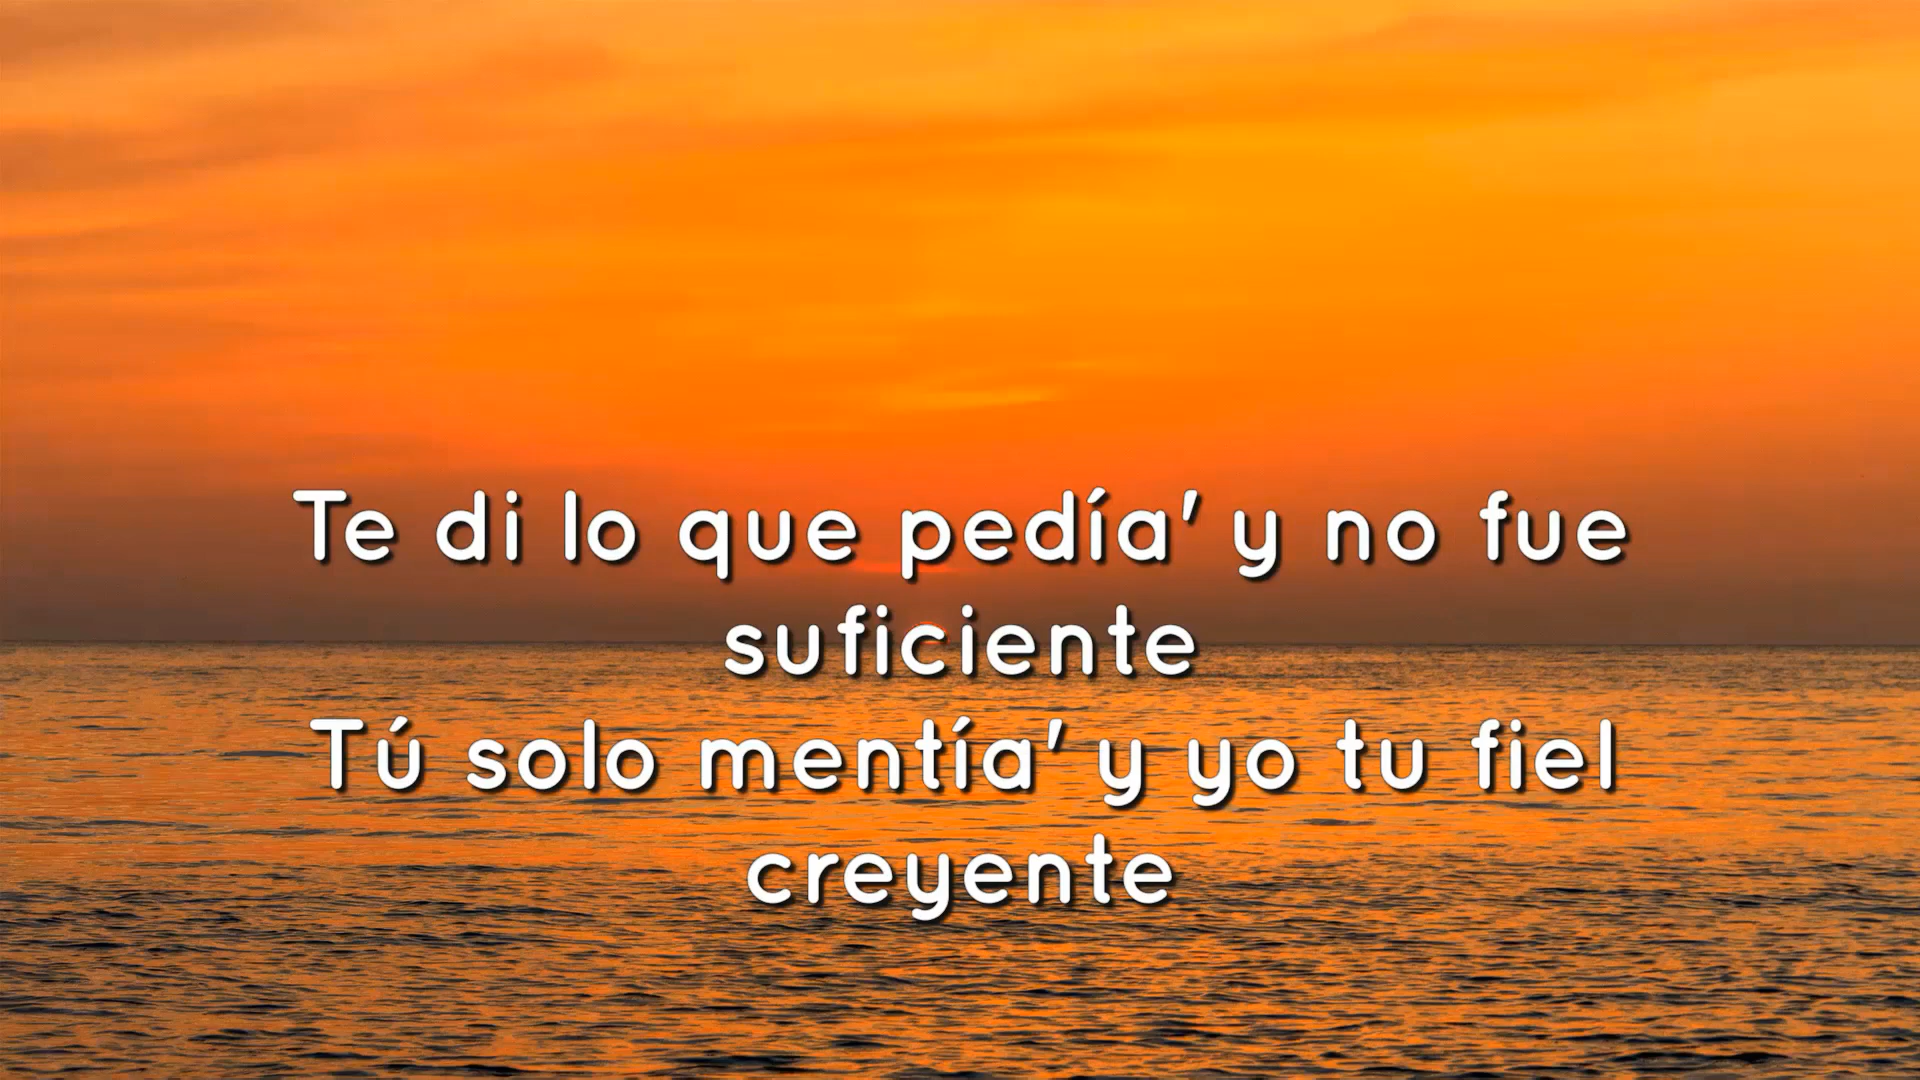 Te di lo que pedía' y no fue
suficiente
Tú solo mentía' y yo tu fiel
creyente